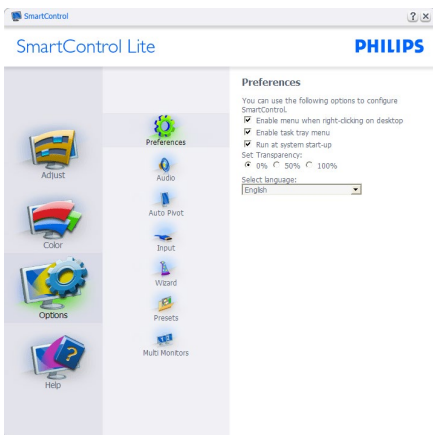 SmartControl
? X
SmartControl Lite
PHILIPS
Adjust
Color
Options
Help
Preferences
Audio
Auto Pivot
Input
Wizard
Presets
Multi Monitors
Preferences
You can use the following options to configure
SmartControl.
Enable menu when right-clicking on desktop
Enable task tray menu
Run at system start-up
Set Transparency:
0% 50% 100%
Select language:
English